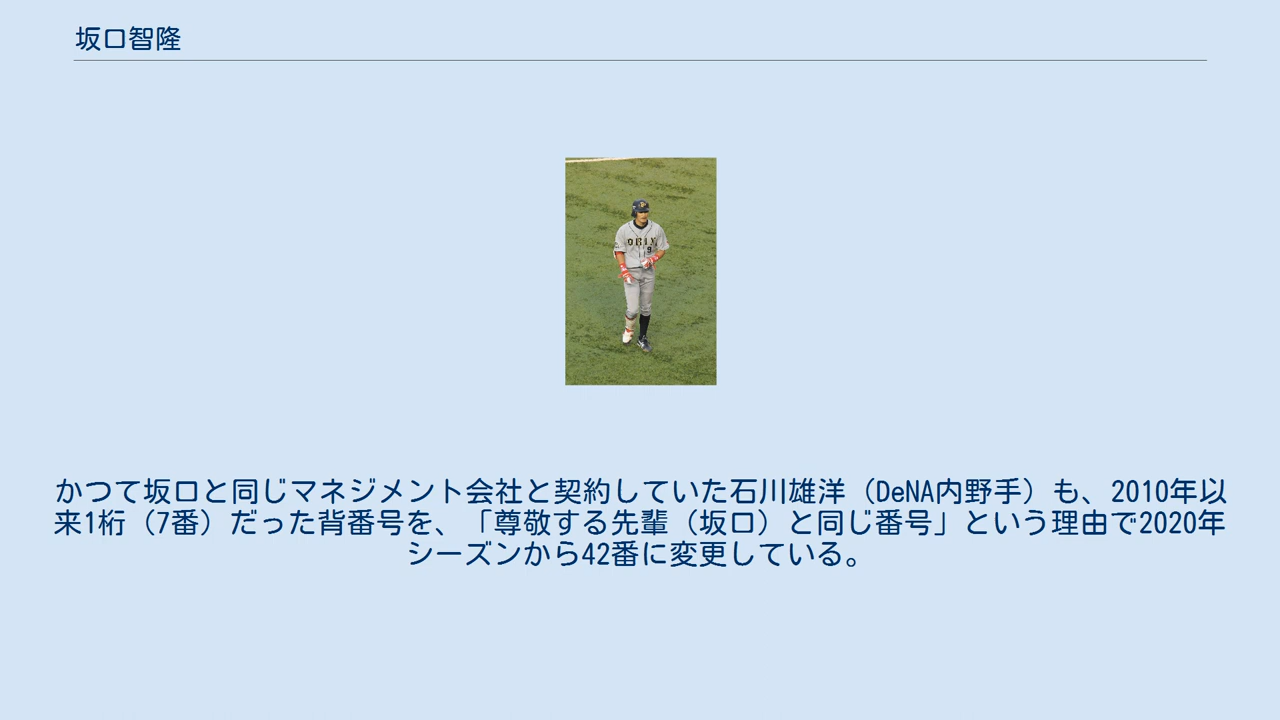 坂口智隆
ORIX
9
かつて坂口と同じマネジメント会社と契約していた石川雄洋（DeNA内野手）も、2010年以
来1桁（7番）だった背番号を、「尊敬する先輩（坂口）と同じ番号」という理由で2020年
シーズンから42番に変更している。